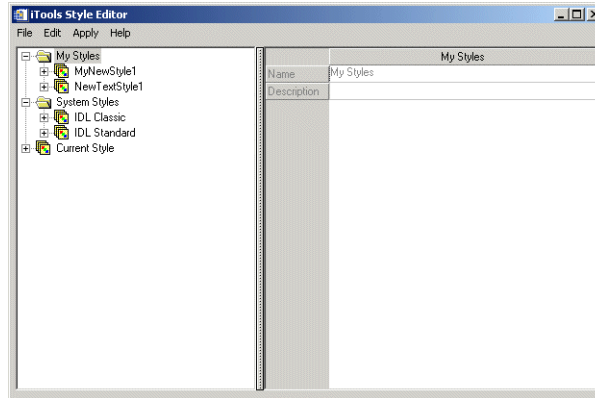 iTools Style Editor
File Edit Apply Help
My Styles
MyNewStyle1
NewTextStyle1
System Styles
IDL Classic
IDL Standard
Current Style
My Styles
Name My Styles
Description